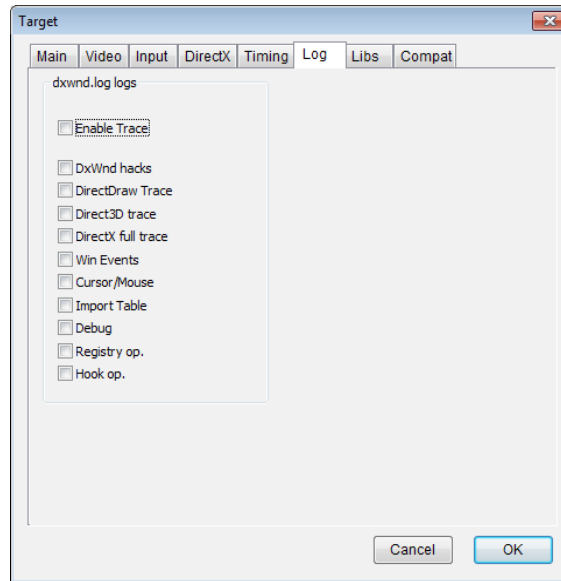 Target
Main Video Input DirectX Timing Log Libs Compat
dxwnd.log logs
Enable Trace
DxWnd hacks
DirectDraw Trace
Direct3D trace
DirectX full trace
Win Events
Cursor/Mouse
Import Table
Debug
Registry op.
Hook op.
Cancel OK